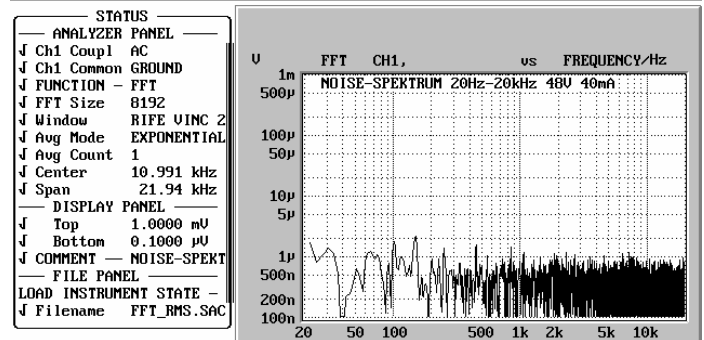 STATUS
ANALYZER PANEL
√ Ch1 Coupl AC
√ Ch1 Common GROUND
√ FUNCTION – FFT
√ FFT Size 8192
√ Window RIFE VINC 2
√ Avg Mode EXPONENTIAL
√ Avg Count 1
√ Center 10.991 kHz
√ Span 21.94 kHz
DISPLAY PANEL
√ Top 1.0000 mV
√ Bottom 0.1000 µV
√ COMMENT — NOISE-SPEKT
FILE PANEL
LOAD INSTRUMENT STATE –
√ Filename FFT_RMS.SAC
V FFT CH1, vs FREQUENCY/Hz
NOISE-SPEKTRUM 20Hz-20kHz 48V 40mA
1m
500µ
100µ
50µ
10µ
5µ
1µ
500n
200n
100n
20 50 100 500 1k 2k 5k 10k